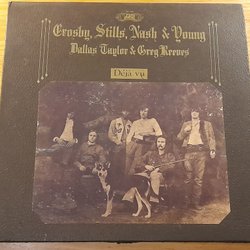 Crosby, Stills, Nash & Young
Dallas Taylor & Greg Reeves
Déjà vu